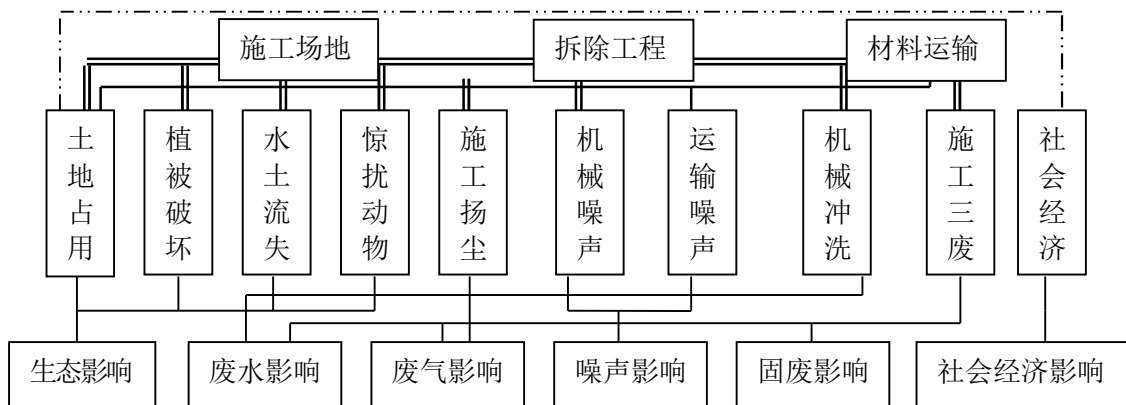 施工场地
拆除工程
材料运输
土地占用
植被破坏
水土流失
惊扰动物
施工扬尘
机械噪声
运输噪声
机械冲洗
施工三废
社会经济
生态影响
废水影响
废气影响
噪声影响
固废影响
社会经济影响